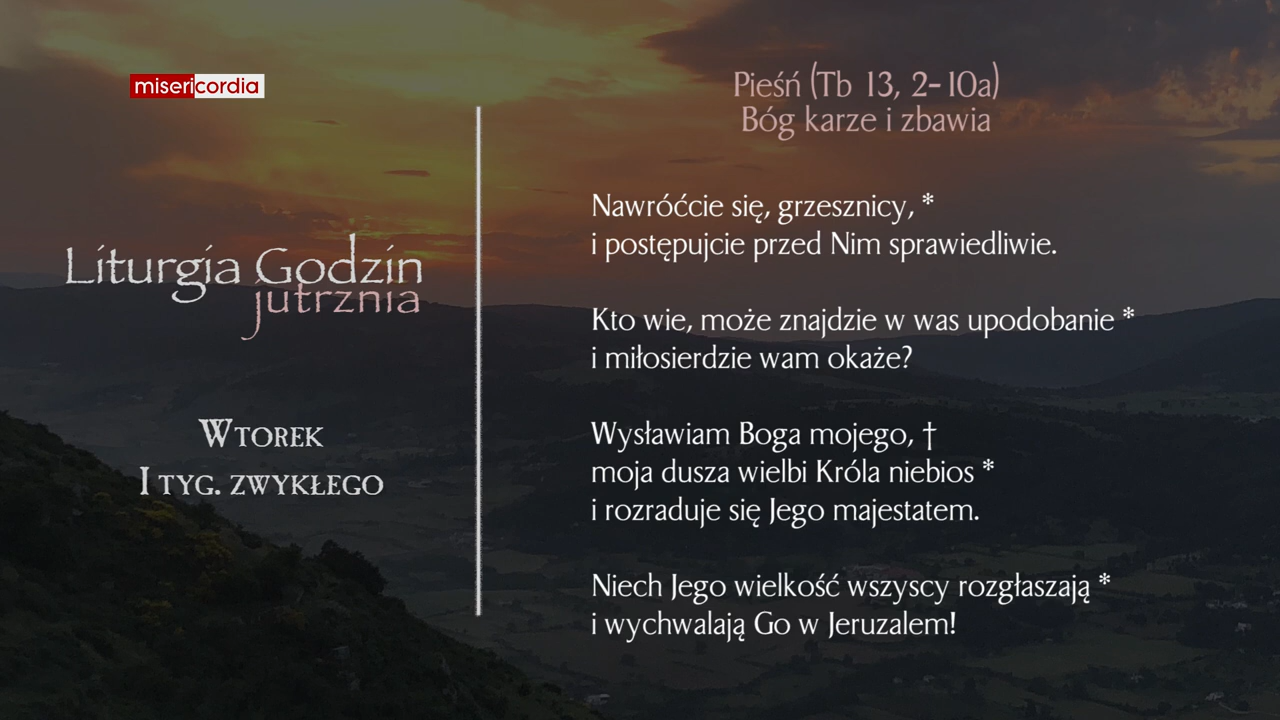 misericordia
Liturgia Godzin
jutrznia
Wtorek
I tyg. zwykłego
Pieśń (Tb 13, 2-10a)
Bóg karze i zbawia
Nawróćcie się, grzesznicy, *
i postępujcie przed Nim sprawiedliwie.
Kto wie, może znajdzie w was upodobanie *
i miłosierdzie wam okaże?
Wysławiam Boga mojego, †
moja dusza wielbi Króla niebios *
i rozraduje się Jego majestatem.
Niech Jego wielkość wszyscy rozgłaszają *
i wychwalają Go w Jeruzalem!